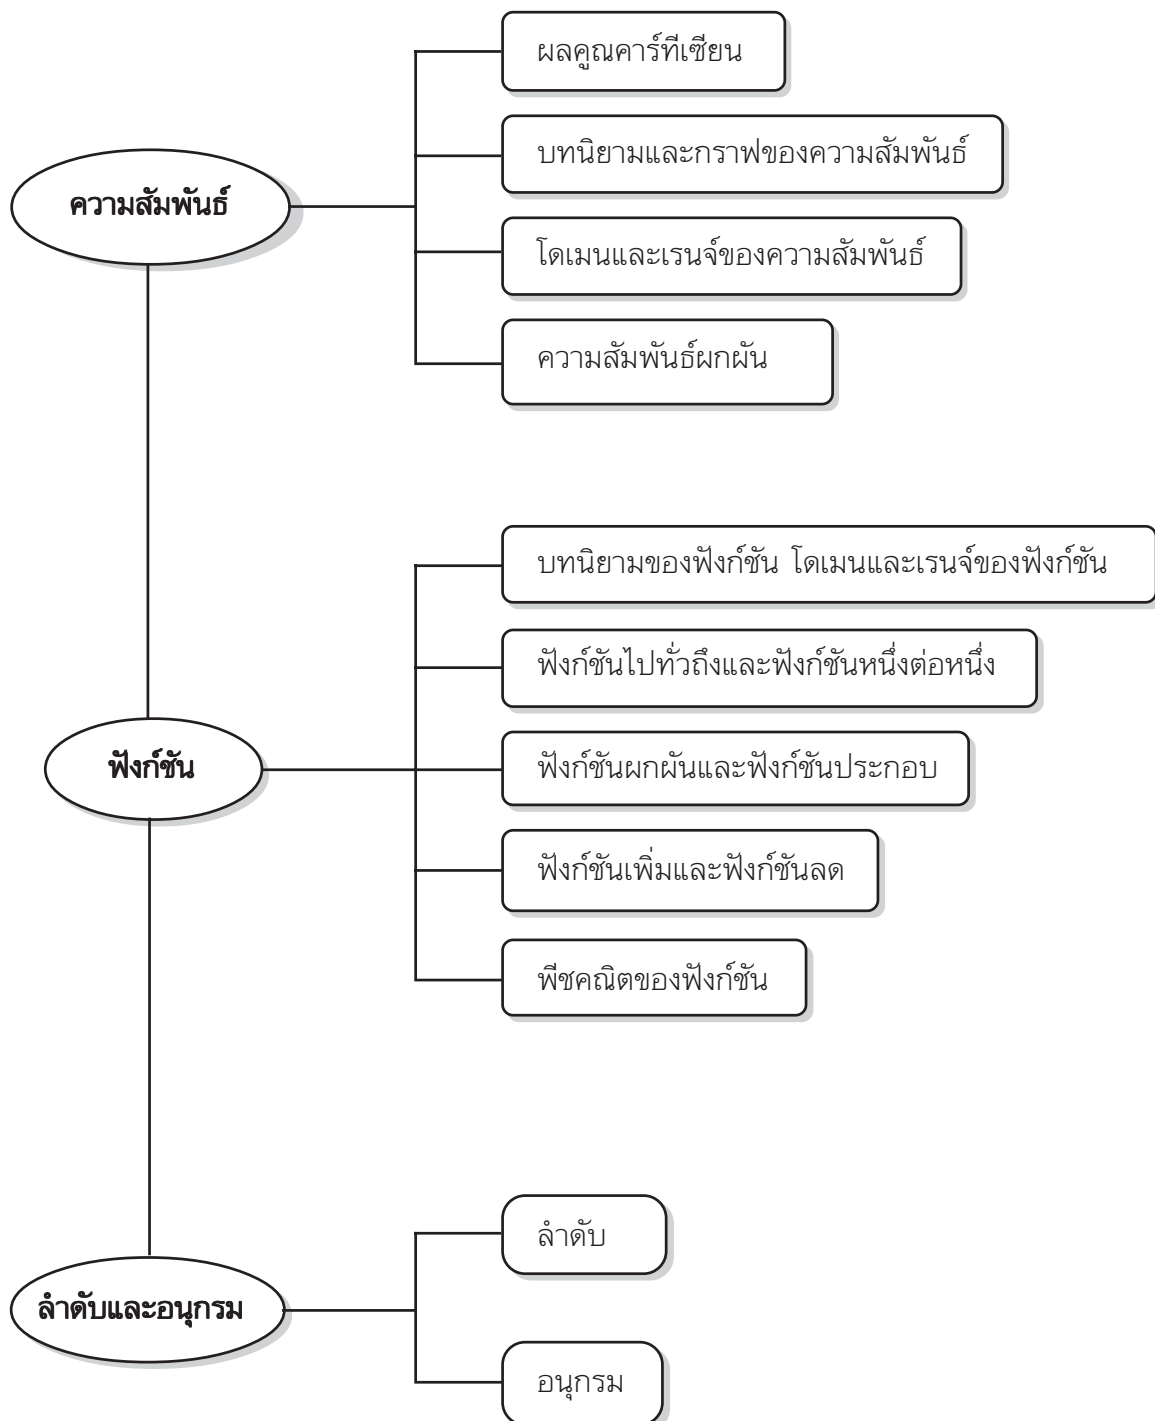 ผลคูณคาร์ทีเซียน
บทนิยามและกราฟของความสัมพันธ์
ความสัมพันธ์
โดเมนและเรนจ์ของความสัมพันธ์
ความสัมพันธ์ผกผัน
บทนิยามของฟังก์ชัน โดเมนและเรนจ์ของฟังก์ชัน
ฟังก์ชันไปทั่วถึงและฟังก์ชันหนึ่งต่อหนึ่ง
ฟังก์ชัน
ฟังก์ชันผกผันและฟังก์ชันประกอบ
ฟังก์ชันเพิ่มและฟังก์ชันลด
พีชคณิตของฟังก์ชัน
ลำดับ
ลำดับและอนุกรม
อนุกรม